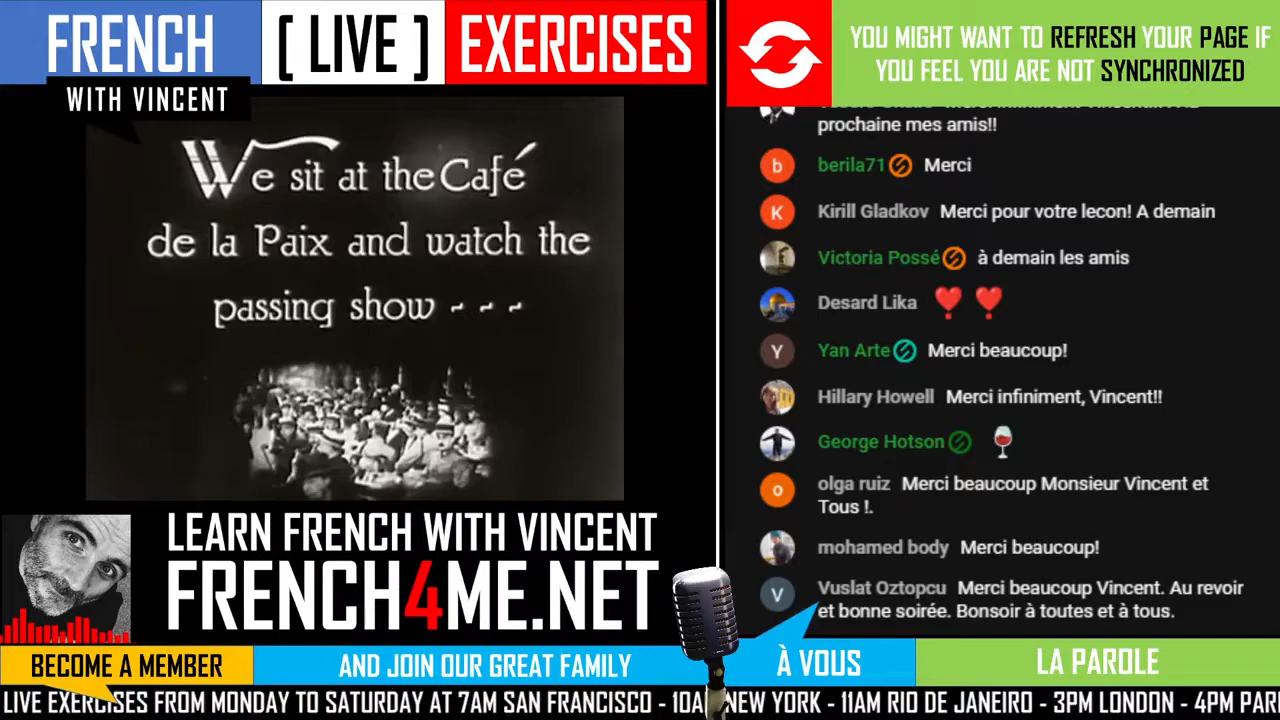 FRENCH
WITH VINCENT
[ LIVE ]
EXERCISES
YOU MIGHT WANT TO REFRESH YOUR PAGE IF
YOU FEEL YOU ARE NOT SYNCHRONIZED
We sit at the Café
de la Paix and watch the
passing show - - -
prochaine mes amis!!
b berila71 Merci
K Kirill Gladkov Merci pour votre lecon! A demain
Victoria Possé à demain les amis
Desard Lika
Y Yan Arte Merci beaucoup!
Hillary Howell Merci infiniment, Vincent!!
George Hotson
o olga ruiz Merci beaucoup Monsieur Vincent et
Tous !.
mohamed body Merci beaucoup!
V Vuslat Oztopcu Merci beaucoup Vincent. Au revoir
et bonne soirée. Bonsoir à toutes et à tous.
LEARN FRENCH WITH VINCENT
FRENCH4ME.NET
BECOME A MEMBER
AND JOIN OUR GREAT FAMILY
À VOUS
LA PAROLE
LIVE EXERCISES FROM MONDAY TO SATURDAY AT 7AM SAN FRANCISCO - 10A NEW YORK - 11AM RIO DE JANEIRO - 3PM LONDON - 4PM PAR